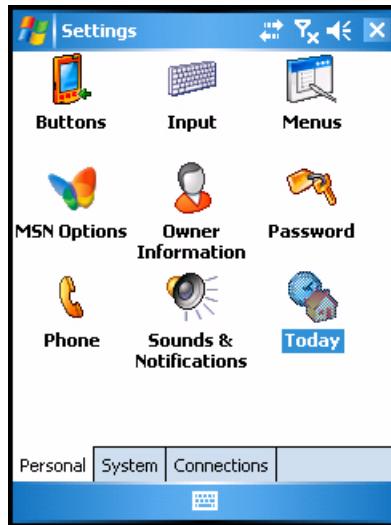 Settings
Buttons Input Menus
MSN Options Owner Information Password
Phone Sounds & Notifications Today
Personal System Connections